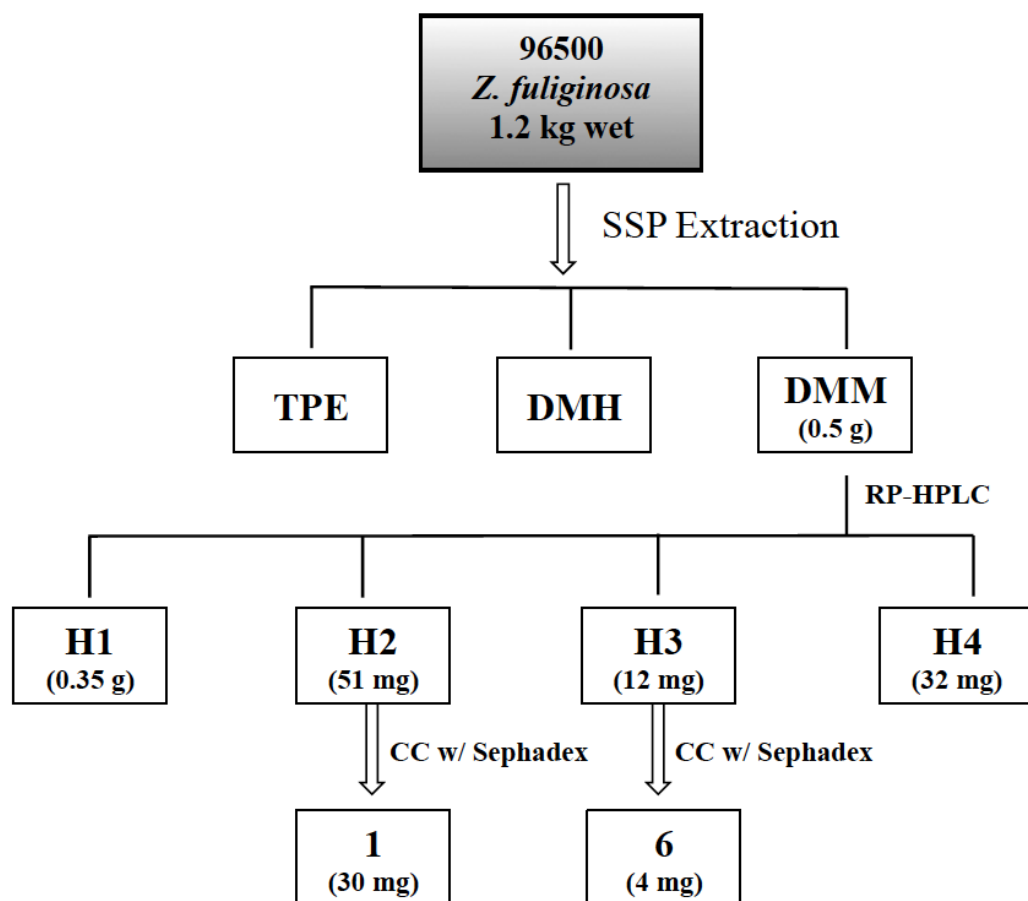 96500
Z. fuliginosa
1.2 kg wet
SSP Extraction
TPE
DMH
DMM
(0.5 g)
RP-HPLC
H1
(0.35 g)
H2
(51 mg)
H3
(12 mg)
H4
(32 mg)
CC w/ Sephadex
CC w/ Sephadex
1
(30 mg)
6
(4 mg)